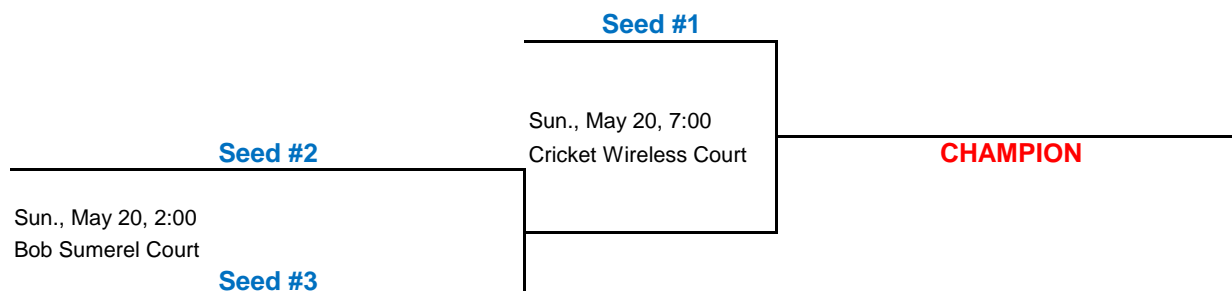 Seed #1
Sun., May 20, 7:00
Cricket Wireless Court
Seed #2
CHAMPION
Sun., May 20, 2:00
Bob Sumerel Court
Seed #3